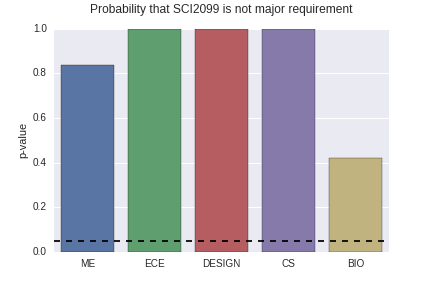 Probability that SCI2099 is not major requirement
1.0
0.8
0.6
0.4
0.2
0.0
p-value
ME ECE DESIGN CS BIO